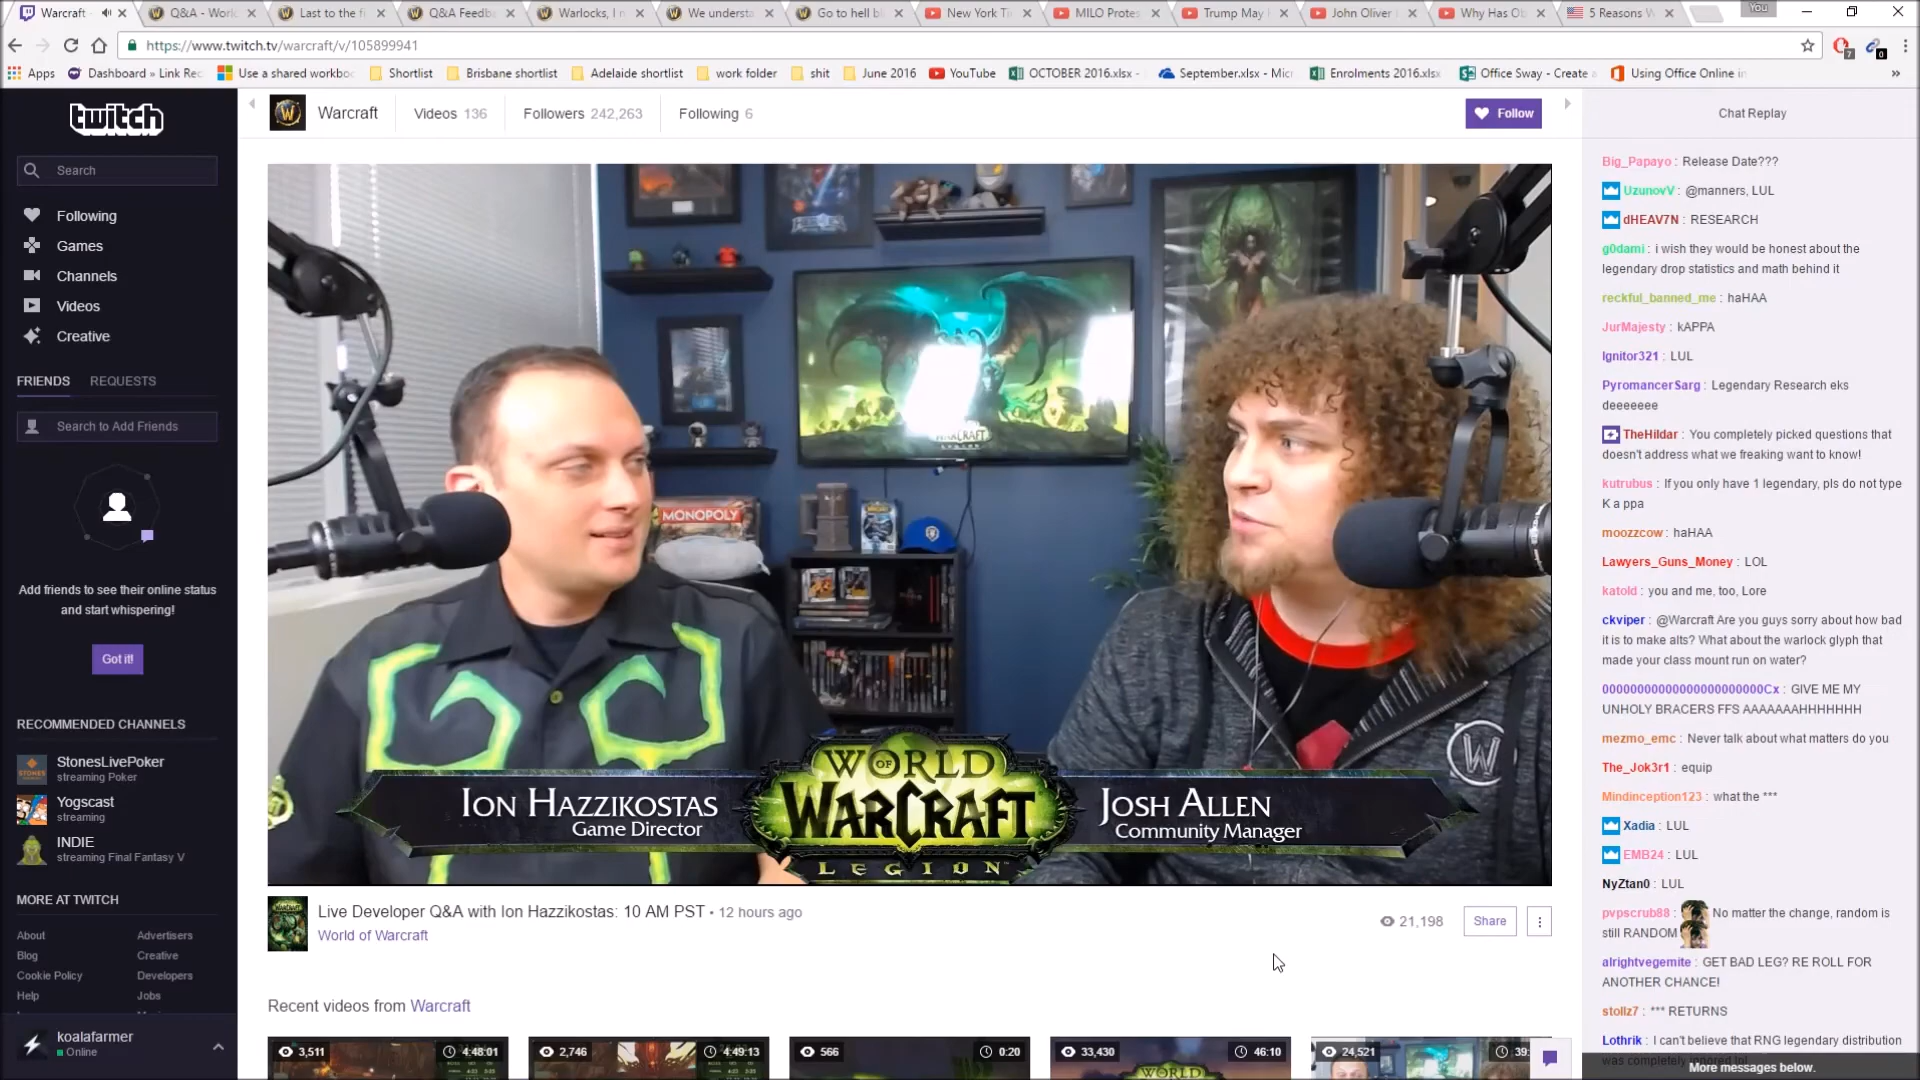 Warcraft
Q&A - Worl
Last to the fi
Q&A Feedba
Warlocks, I n
We understa
Go to hell bli
New York Ti
MILO Protes
Trump May H
John Oliver
Why Has Ob
5 Reasons W
You
https://www.twitch.tv/warcraft/v/105899941
7
0
Apps
Dashboard » Link Rec
Use a shared workboo
Shortlist
Brisbane shortlist
Adelaide shortlist
work folder
shit
June 2016
YouTube
OCTOBER 2016.xlsx -
September.xlsx - Micr
Enrolments 2016.xlsx
Office Sway - Create a
Using Office Online in
»
twitch
Search
Following
Games
Channels
Videos
Creative
FRIENDS REQUESTS
Search to Add Friends
Add friends to see their online status
and start whispering!
Got it!
RECOMMENDED CHANNELS
StonesLivePoker
streaming Poker
Yogscast
streaming
INDIE
streaming Final Fantasy V
MORE AT TWITCH
About Advertisers
Blog Creative
Cookie Policy Developers
Help Jobs
koalafarmer
Online
Warcraft
Videos 136
Followers 242,263
Following 6
Follow
MONOPOLY
WARCRAFT
WORLD OF WARCRAFT
LEGION
ION HAZZIKOSTAS
Game Director
JOSH ALLEN
Community Manager
Live Developer Q&A with Ion Hazzikostas: 10 AM PST • 12 hours ago
World of Warcraft
21,198
Share
Recent videos from Warcraft
3,511 4:48:01
2,746 4:49:13
566 0:20
33,430 46:10
WORLD
24,521 39:
Chat Replay
Big_Papayo : Release Date???
UzunovV : @manners, LUL
dHEAV7N : RESEARCH
g0dami : i wish they would be honest about the
legendary drop statistics and math behind it
reckful_banned_me : haHAA
JurMajesty : kAPPA
Ignitor321 : LUL
PyromancerSarg : Legendary Research eks
deeeeeee
TheHildar : You completely picked questions that
doesn't address what we freaking want to know!
kutrubus : If you only have 1 legendary, pls do not type
K a ppa
moozzcow : haHAA
Lawyers_Guns_Money : LOL
katold : you and me, too, Lore
ckviper : @Warcraft Are you guys sorry about how bad
it is to make alts? What about the warlock glyph that
made your class mount run on water?
GIVE ME MY
UNHOLY BRACERS FFS AAAAAAAHHHHHHH
mezmo_emc : Never talk about what matters do you
The_Jok3r1 : equip
Mindinception123 : what the ***
Xadia : LUL
EMB24 : LUL
NyZtan0 : LUL
pvpscrub88 : No matter the change, random is
still RANDOM
alrightvegemite : GET BAD LEG? RE ROLL FOR
ANOTHER CHANCE!
stollz7 : *** RETURNS
Lothrik : I can't believe that RNG legendary distribution
was completely ignored lol
More messages below.